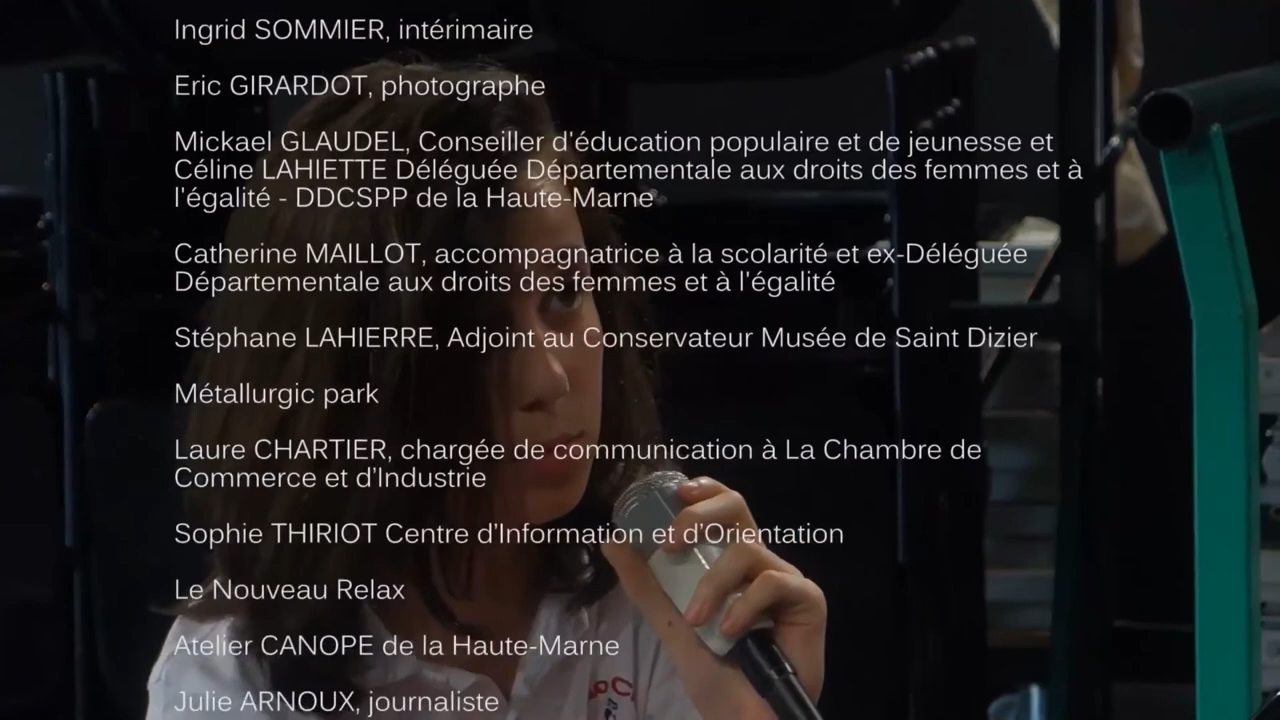 Ingrid SOMMIER, intérimaire
Eric GIRARDOT, photographe
Mickael GLAUDEL, Conseiller d'éducation populaire et de jeunesse et
Céline LAHIETTE Déléguée Départementale aux droits des femmes et à
l'égalité - DDCSPP de la Haute-Marne
Catherine MAILLOT, accompagnatrice à la scolarité et ex-Déléguée
Départementale aux droits des femmes et à l'égalité
Stéphane LAHIERRE, Adjoint au Conservateur Musée de Saint Dizier
Métallurgic park
Laure CHARTIER, chargée de communication à La Chambre de
Commerce et d’Industrie
Sophie THIRIOT Centre d’Information et d’Orientation
Le Nouveau Relax
Atelier CANOPE de la Haute-Marne
Julie ARNOUX, journaliste